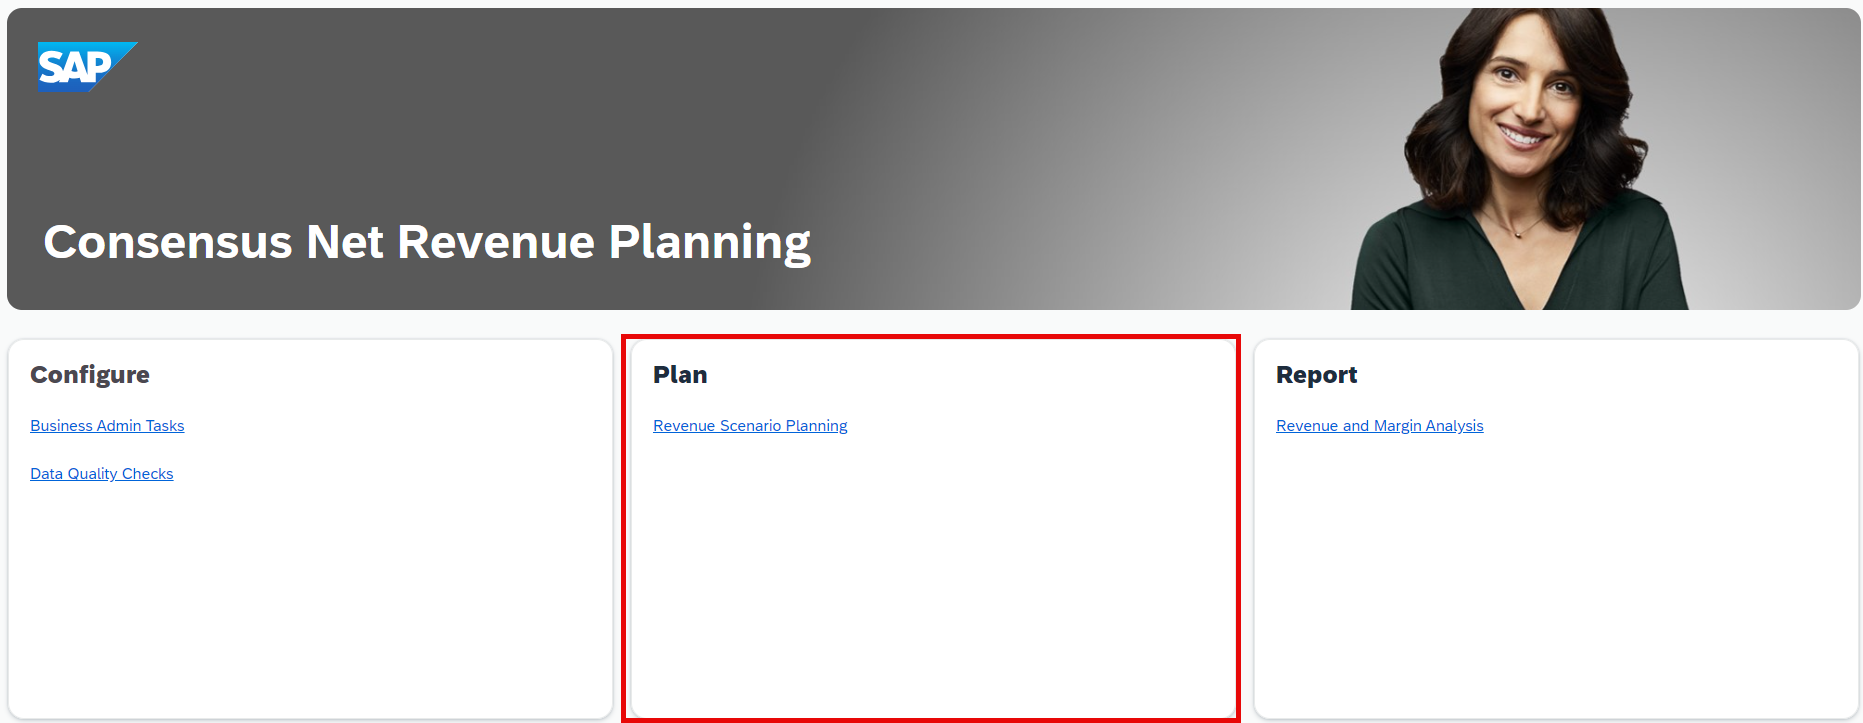 SAP
Consensus Net Revenue Planning
Configure
Business Admin Tasks
Data Quality Checks
Plan
Revenue Scenario Planning
Report
Revenue and Margin Analysis